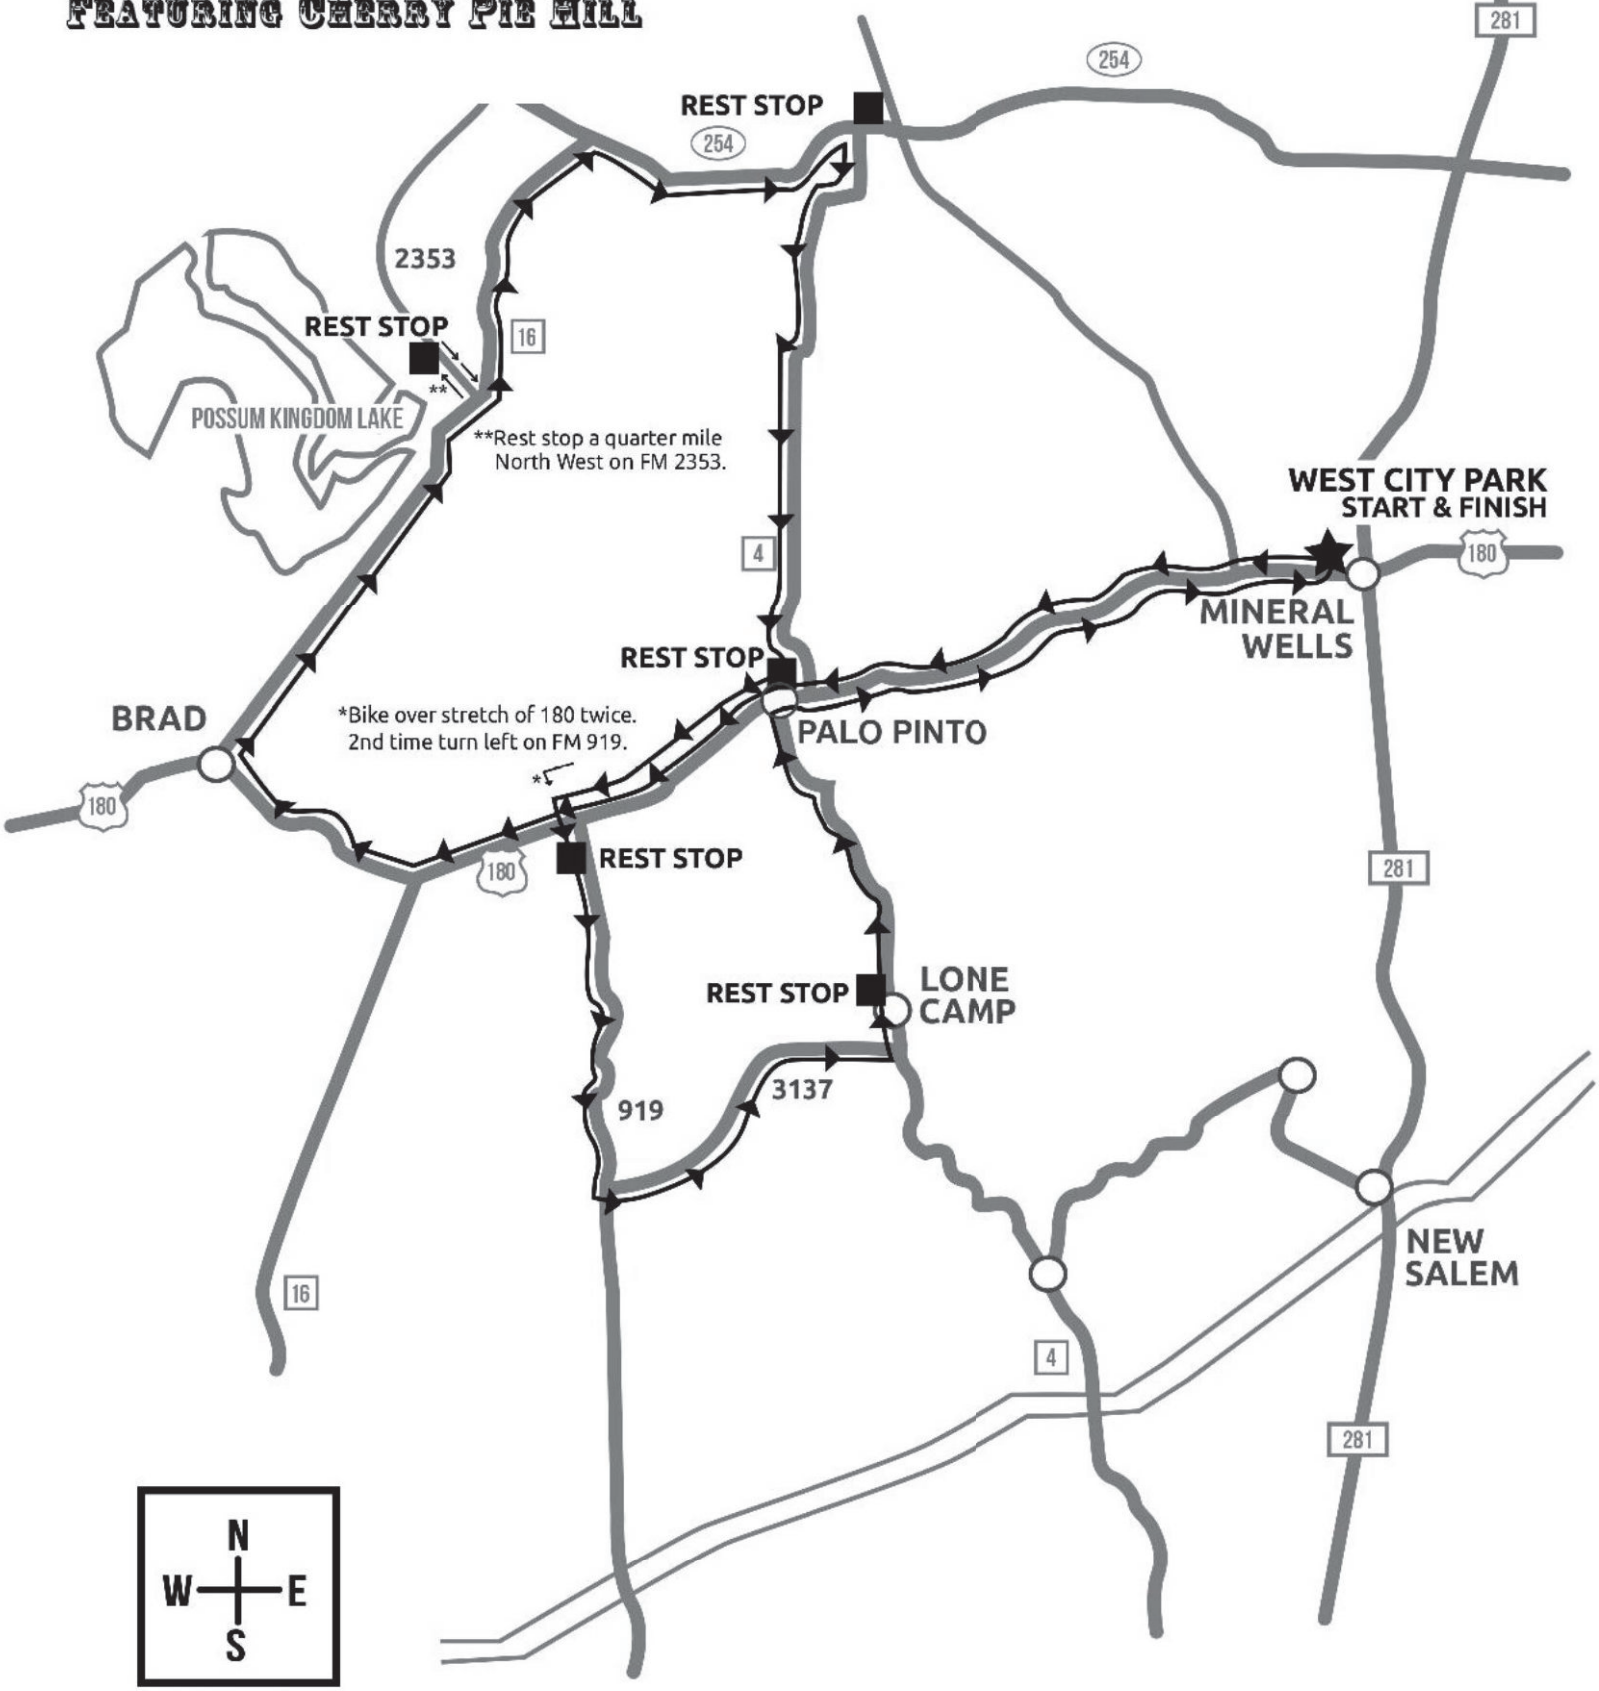 FEATURING CHERRY PIE HILL
281
254
REST STOP
254
2353
REST STOP
16
**
POSSUM KINGDOM LAKE
**Rest stop a quarter mile
North West on FM 2353.
WEST CITY PARK
START & FINISH
180
4
MINERAL
WELLS
REST STOP
BRAD
*Bike over stretch of 180 twice.
2nd time turn left on FM 919.
PALO PINTO
*
180
REST STOP
180
281
LONE
CAMP
REST STOP
3137
919
NEW
SALEM
16
4
281
N
W E
S